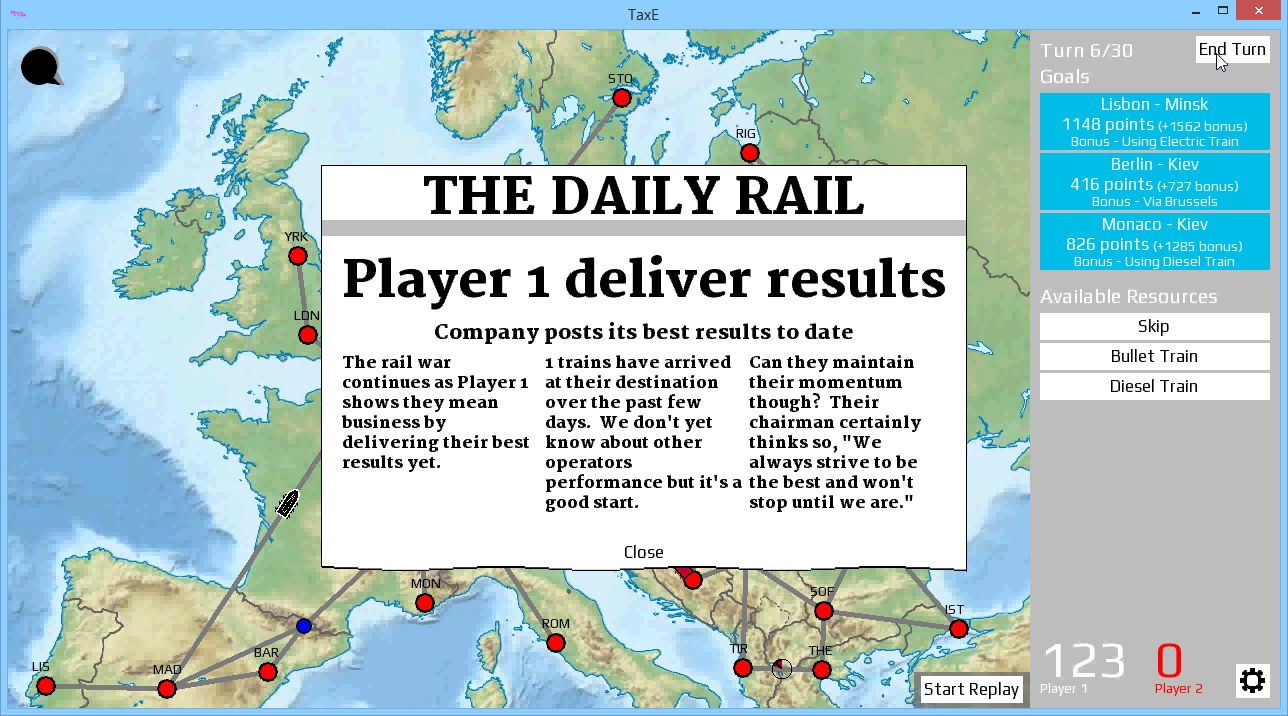 TaxE
Turn 6/30
End Turn
Goals
Lisbon - Minsk
1148 points (+1562 bonus)
Bonus - Using Electric Train
Berlin - Kiev
416 points (+727 bonus)
Bonus - Via Brussels
Monaco - Kiev
826 points (+1285 bonus)
Bonus - Using Diesel Train
Available Resources
Skip
Bullet Train
Diesel Train
STO
RIG
YRK
LDN
THE DAILY RAIL
Player 1 deliver results
Company posts its best results to date
The rail war
continues as Player 1
shows they mean
business by
delivering their best
results yet.
1 trains have arrived
at their destination
over the past few
days. We don't yet
know about other
operators
performance but it's a
good start.
Can they maintain
their momentum
though? Their
chairman certainly
thinks so, "We
always strive to be
the best and won't
stop until we are."
Close
MON
SOF
IST
ROM
TIR
THE
BAR
MAD
LIS
Start Replay
123
Player 1
0
Player 2